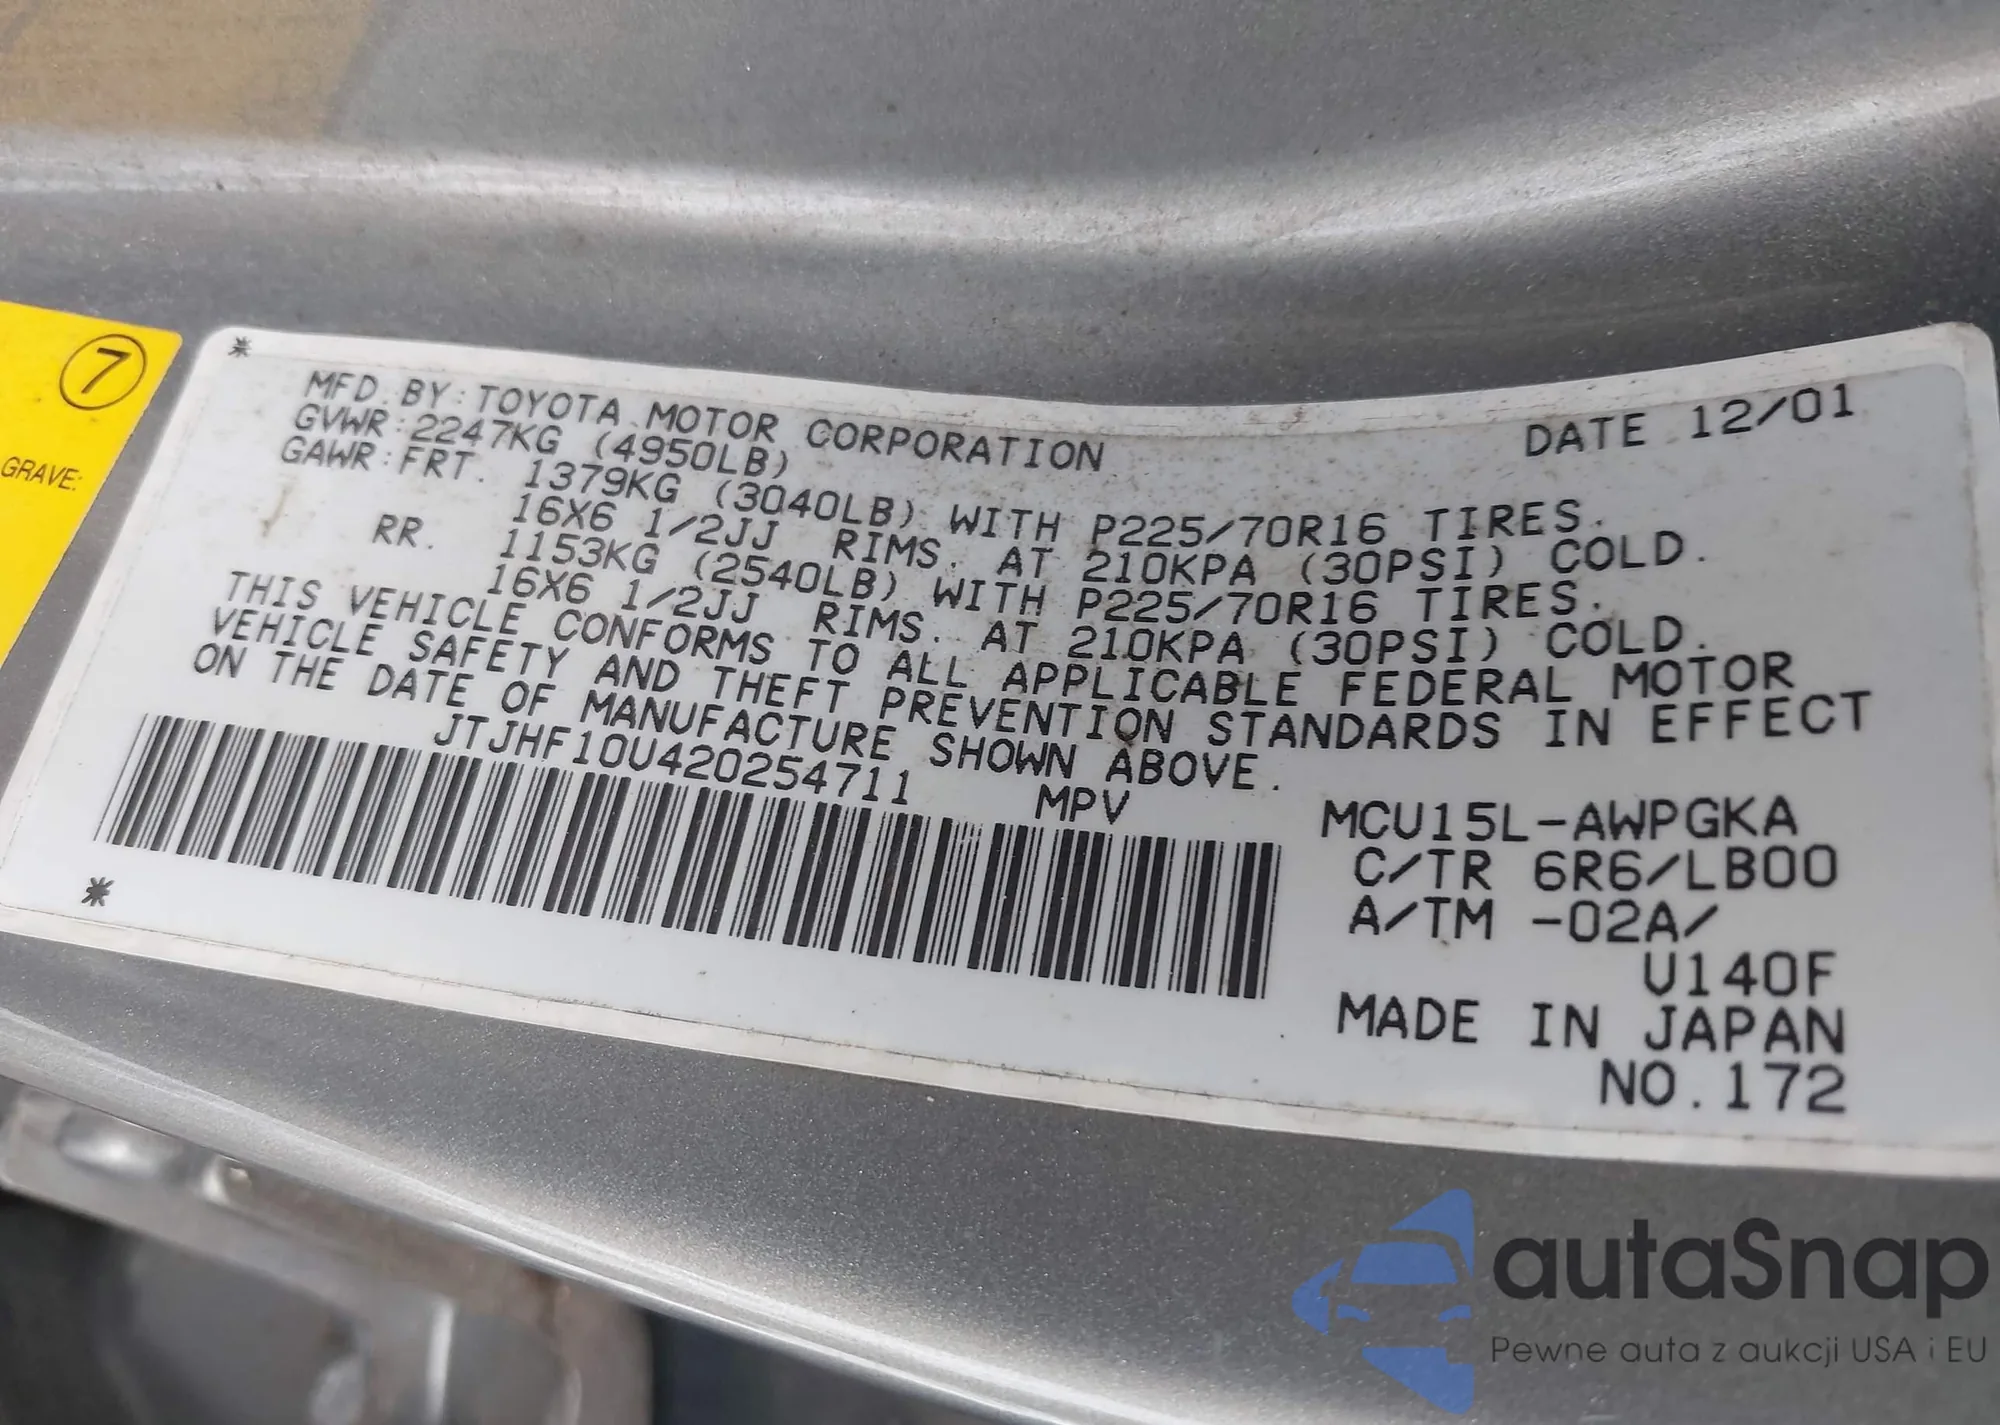 7
GRAVE:
*
MFD. BY: TOYOTA MOTOR CORPORATION DATE 12/01
GVWR: 2247KG (4950LB)
GAWR: FRT. 1379KG (3040LB) WITH P225/70R16 TIRES.
16X6 1/2JJ RIMS. AT 210KPA (30PSI) COLD.
RR. 1153KG (2540LB) WITH P225/70R16 TIRES.
16X6 1/2JJ RIMS. AT 210KPA (30PSI) COLD.
THIS VEHICLE CONFORMS TO ALL APPLICABLE FEDERAL MOTOR
VEHICLE SAFETY AND THEFT PREVENTION STANDARDS IN EFFECT
ON THE DATE OF MANUFACTURE SHOWN ABOVE.
JTJHF10U420254711 MPV
MCU15L-AWPGKA
C/TR 6R6/LB00
A/TM -02A/
U140F
MADE IN JAPAN
NO.172
*
autaSnap
Pewne auta z aukcji USA i EU